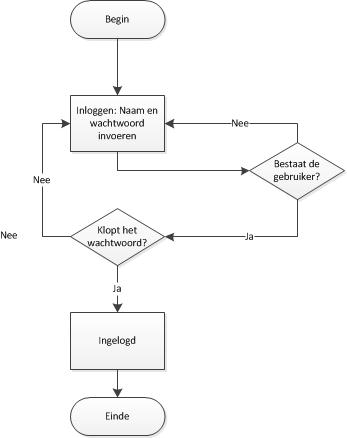 Begin
Inloggen: Naam en
wachtwoord
invoeren
Nee
Bestaat de
gebruiker?
Nee
Klopt het
wachtwoord?
Nee
Ja
Ja
Ingelogd
Einde